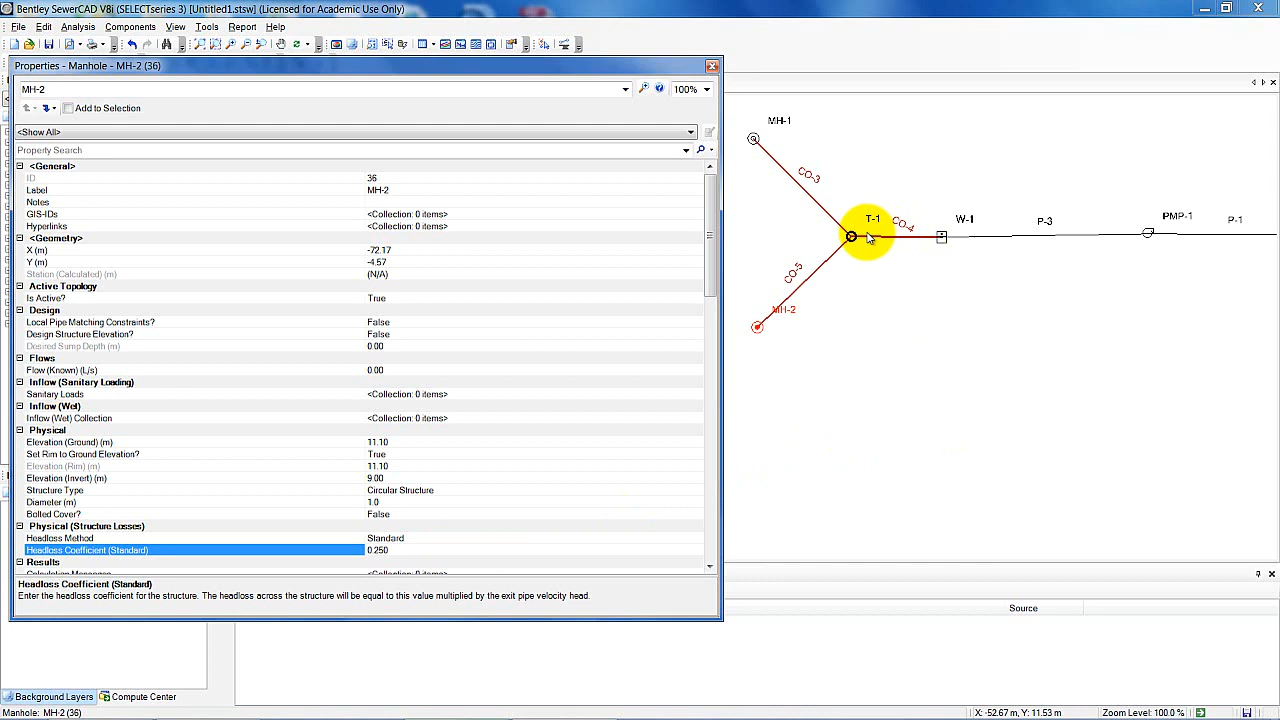 Bentley SewerCAD V8i (SELECTseries 3) [Untitled1.stsw] (Licensed for Academic Use Only)
File Edit Analysis Components View Tools Report Help
Properties - Manhole - MH-2 (36)
MH-2
100%
Add to Selection
<Show All>
Property Search
<General>
ID 36
Label MH-2
Notes
GIS-IDs <Collection: 0 items>
Hyperlinks <Collection: 0 items>
<Geometry>
X (m) -72.17
Y (m) -4.57
Station (Calculated) (m) (N/A)
Active Topology
Is Active? True
Design
Local Pipe Matching Constraints? False
Design Structure Elevation? False
Desired Sump Depth (m) 0.00
Flows
Flow (Known) (L/s) 0.00
Inflow (Sanitary Loading)
Sanitary Loads <Collection: 0 items>
Inflow (Wet)
Inflow (Wet) Collection <Collection: 0 items>
Physical
Elevation (Ground) (m) 11.10
Set Rim to Ground Elevation? True
Elevation (Rim) (m) 11.10
Elevation (Invert) (m) 9.00
Structure Type Circular Structure
Diameter (m) 1.0
Bolted Cover? False
Physical (Structure Losses)
Headloss Method Standard
Headloss Coefficient (Standard) 0.250
Results
Headloss Coefficient (Standard)
Enter the headloss coefficient for the structure. The headloss across the structure will be equal to this value multiplied by the exit pipe velocity head.
MH-1
CO-3
T-1
CO-4
W-1
P-3
PMP-1
P-1
CO-5
MH-2
Source
Background Layers
Compute Center
Manhole: MH-2 (36)
X: -52.67 m, Y: 11.53 m
Zoom Level: 100.0 %